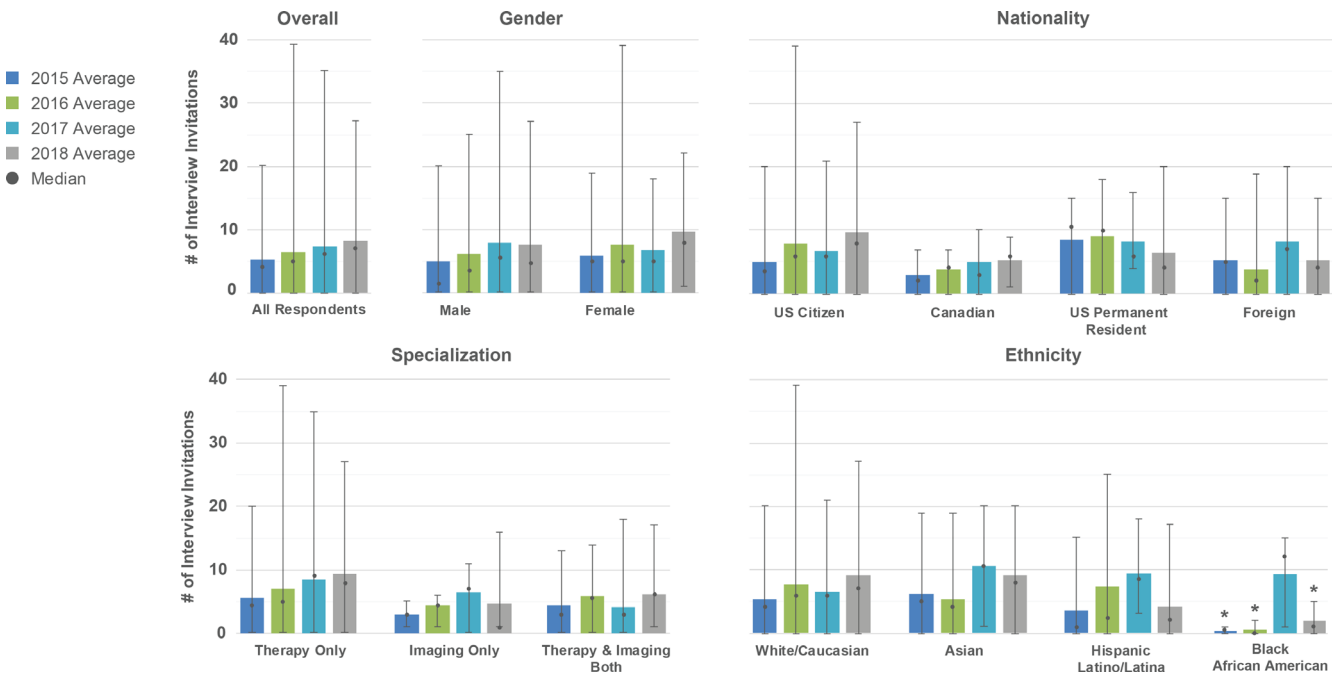 Overall
Gender
Nationality
2015 Average
2016 Average
2017 Average
2018 Average
Median
# of Interview Invitations
40
30
20
10
0
All Respondents
Male
Female
US Citizen
Canadian
US Permanent
Resident
Foreign
Specialization
Ethnicity
# of Interview Invitations
40
30
20
10
0
Therapy Only
Imaging Only
Therapy & Imaging
Both
White/Caucasian
Asian
Hispanic
Latino/Latina
* * *
Black
African American